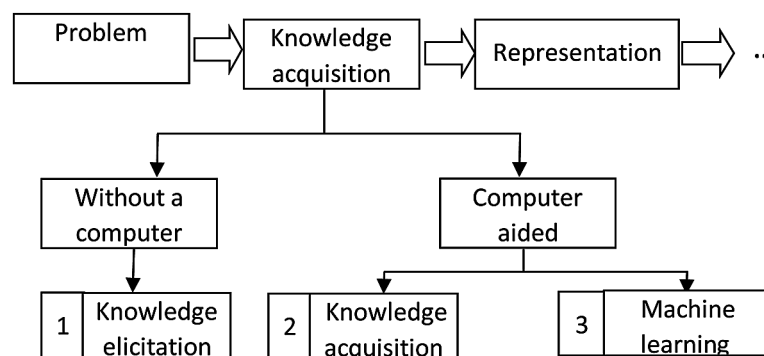 Problem
Knowledge
acquisition
Representation
..
Without a
computer
Computer
aided
1
Knowledge
elicitation
2
Knowledge
acquisition
3
Machine
learning